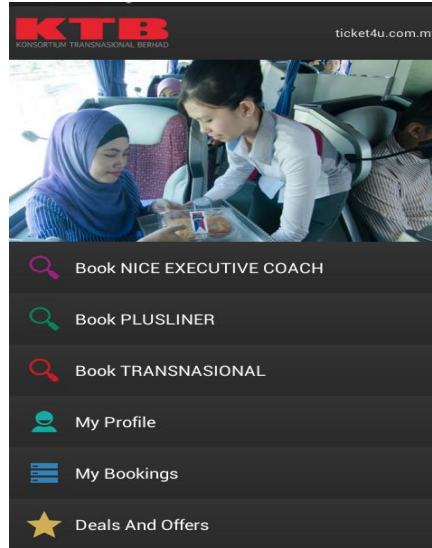 KTB
KONSORTIUM TRANSNASIONAL BERHAD
ticket4u.com.my
Book NICE EXECUTIVE COACH
Book PLUSLINER
Book TRANSNASIONAL
My Profile
My Bookings
Deals And Offers